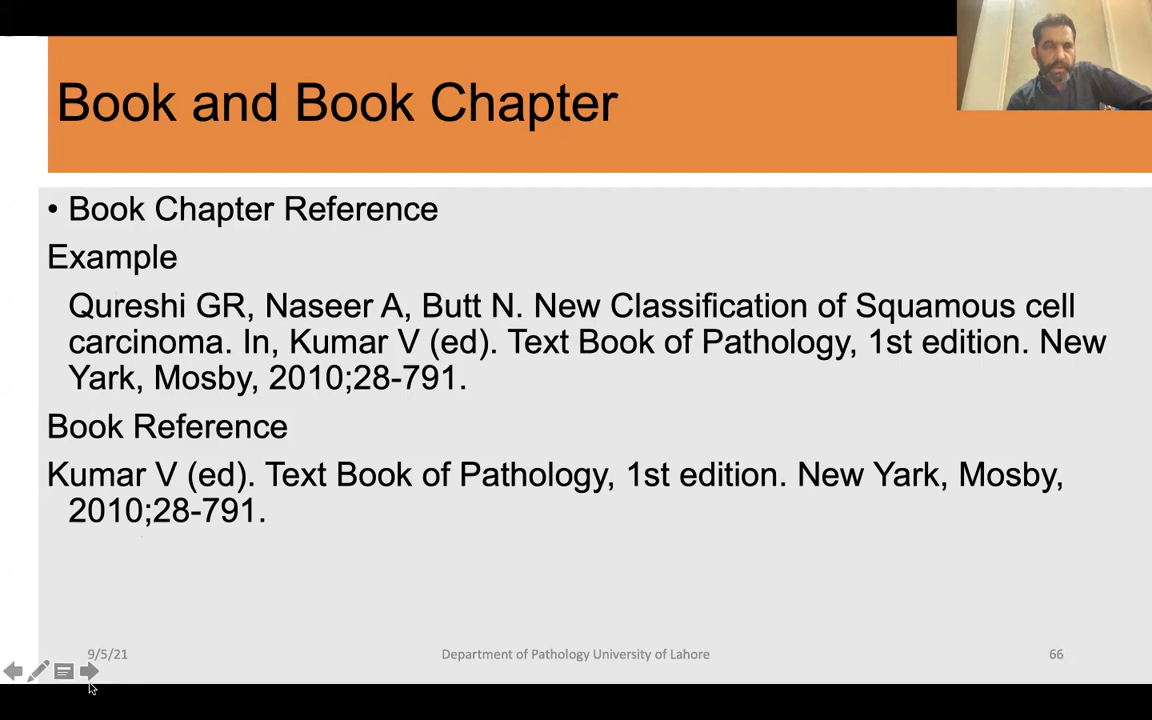 Book and Book Chapter
• Book Chapter Reference
Example
Qureshi GR, Naseer A, Butt N. New Classification of Squamous cell
carcinoma. In, Kumar V (ed). Text Book of Pathology, 1st edition. New
Yark, Mosby, 2010;28-791.
Book Reference
Kumar V (ed). Text Book of Pathology, 1st edition. New Yark, Mosby,
2010;28-791.
9/5/21
Department of Pathology University of Lahore
66